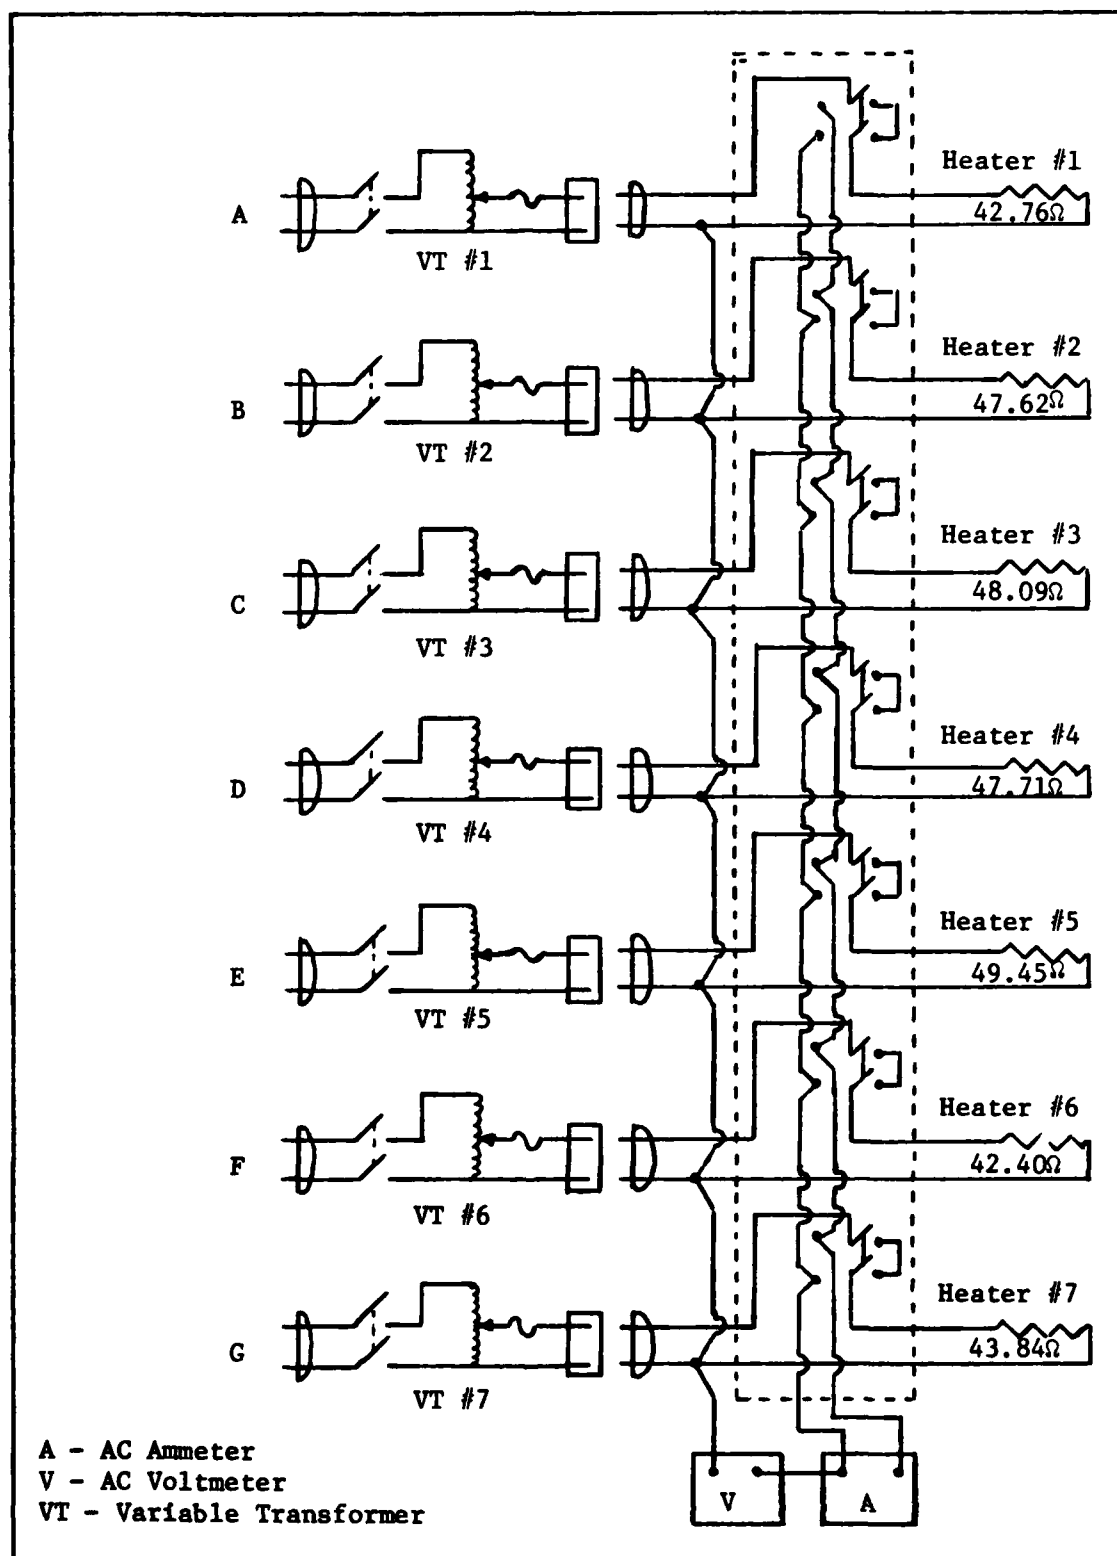 Heater #1
A
42.76Ω
VT #1
Heater #2
B
47.62Ω
VT #2
Heater #3
C
48.09Ω
VT #3
Heater #4
D
47.71Ω
VT #4
Heater #5
E
49.45Ω
VT #5
Heater #6
F
42.40Ω
VT #6
Heater #7
G
43.84Ω
VT #7
A - AC Ammeter
V - AC Voltmeter
VT - Variable Transformer
V
A